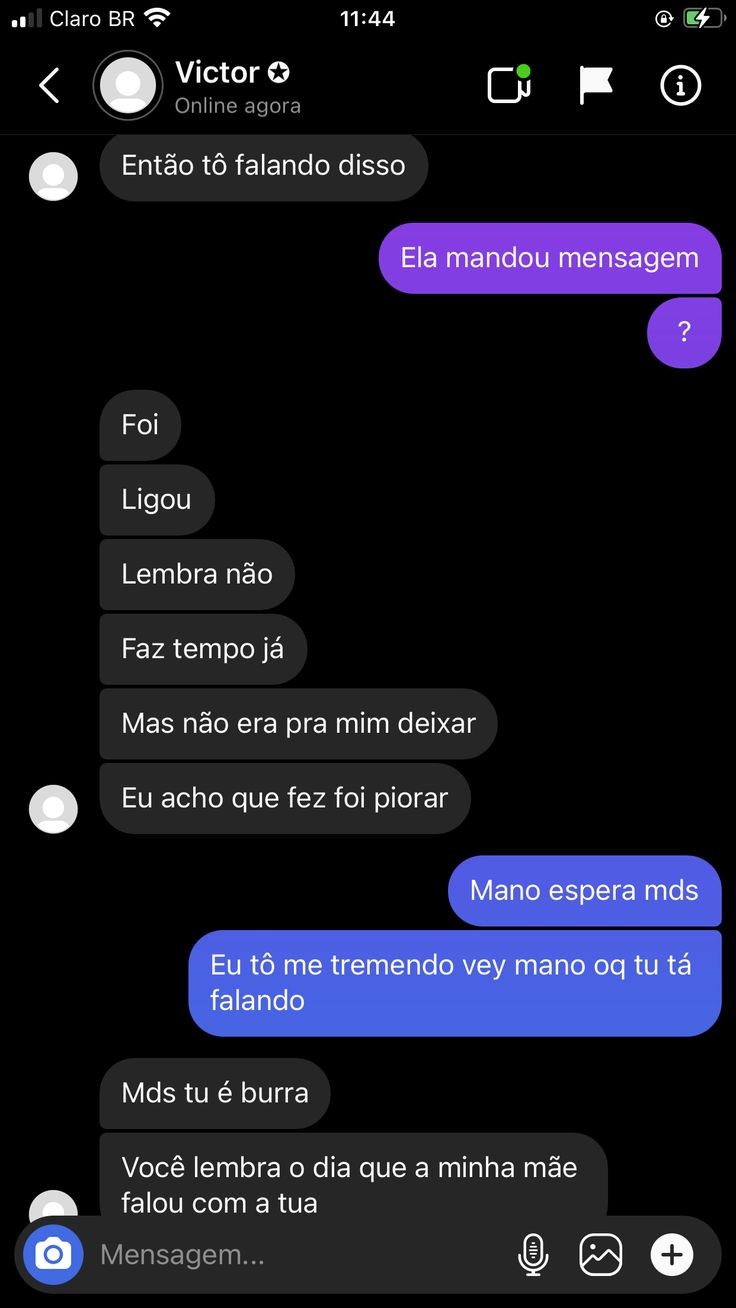 Claro BR
11:44
Victor
Online agora
Então tô falando disso
Ela mandou mensagem
?
Foi
Ligou
Lembra não
Faz tempo já
Mas não era pra mim deixar
Eu acho que fez foi piorar
Mano espera mds
Eu tô me tremendo vey mano oq tu tá
falando
Mds tu é burra
Você lembra o dia que a minha mãe
falou com a tua
Mensagem...